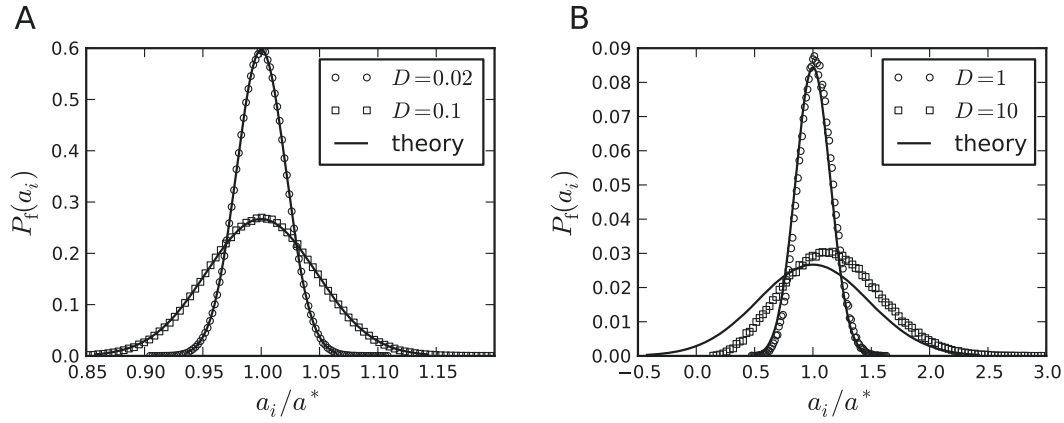 A
0.6
0.5
0.4
0.3
0.2
0.1
0.0
0.85 0.90 0.95 1.00 1.05 1.10 1.15
P_f(a_i)
a_i/a*
D=0.02
D=0.1
theory
B
0.09
0.08
0.07
0.06
0.05
0.04
0.03
0.02
0.01
0.00
−0.5 0.0 0.5 1.0 1.5 2.0 2.5 3.0
P_f(a_i)
a_i/a*
D=1
D=10
theory